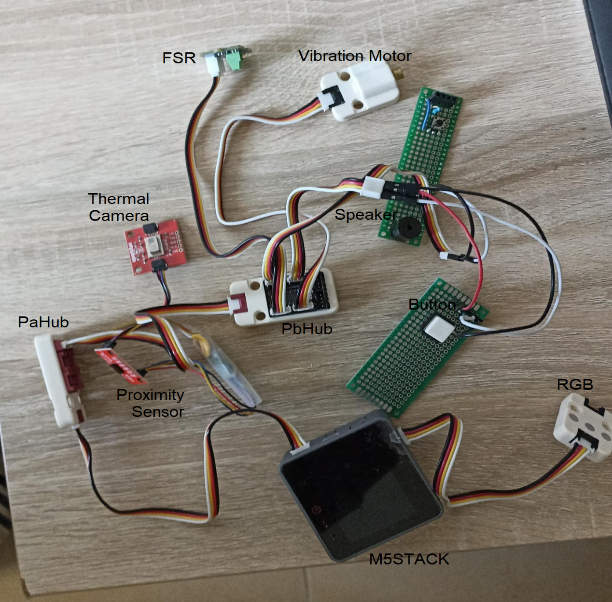 FSR
Vibration Motor
Thermal
Camera
Speaker
PaHub
PbHub
Button
Proximity
Sensor
RGB
M5STACK